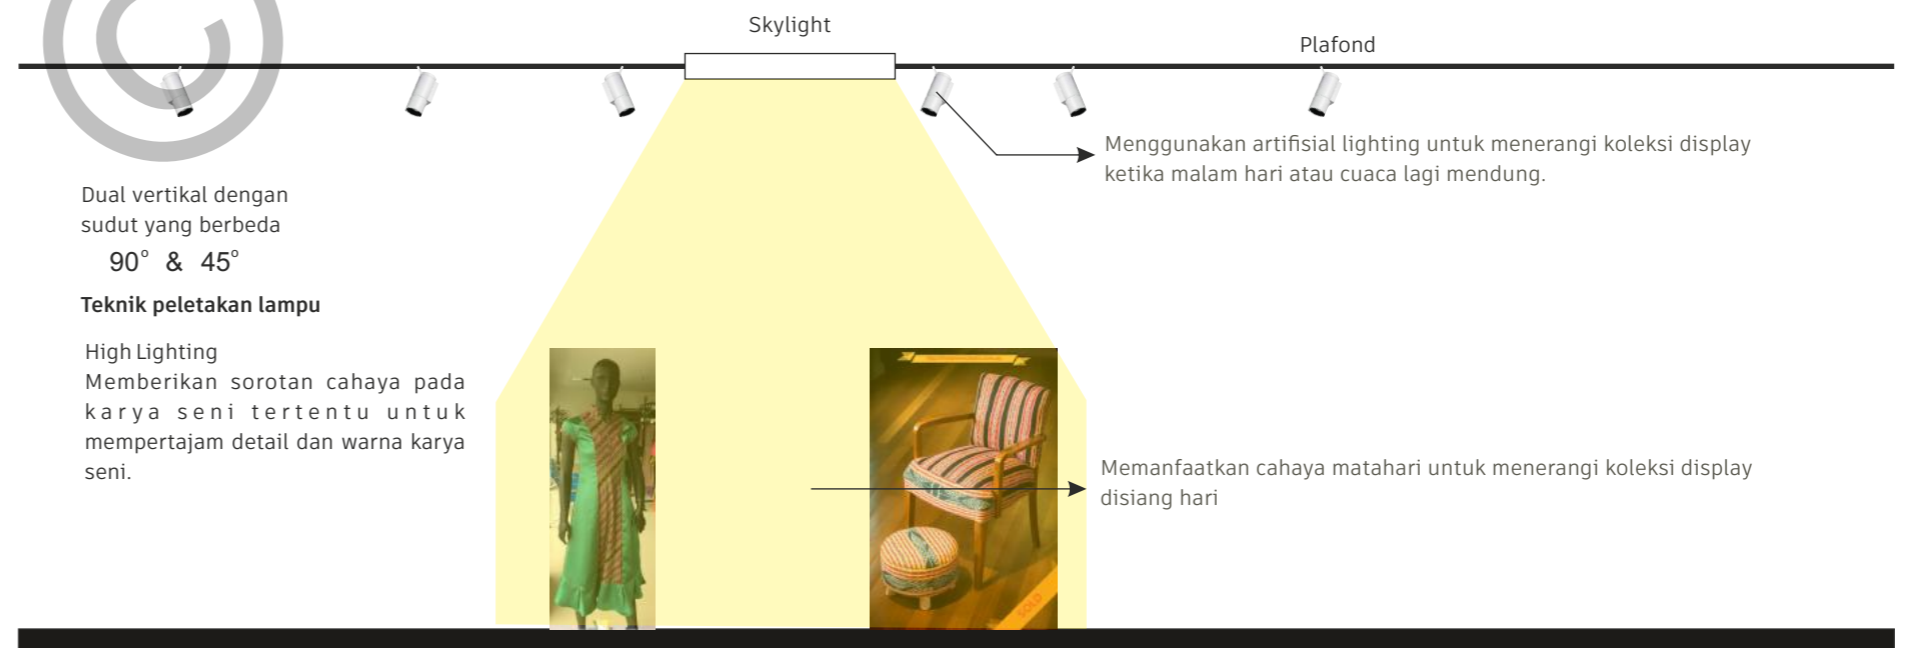 Skylight
Plafond
Menggunakan artifisial lighting untuk menerangi koleksi display
ketika malam hari atau cuaca lagi mendung.
Dual vertikal dengan
sudut yang berbeda
90° & 45°
Teknik peletakan lampu
High Lighting
Memberikan sorotan cahaya pada
karya seni tertentu untuk
mempertajam detail dan warna karya
seni.
Memanfaatkan cahaya matahari untuk menerangi koleksi display
disiang hari
SOLD